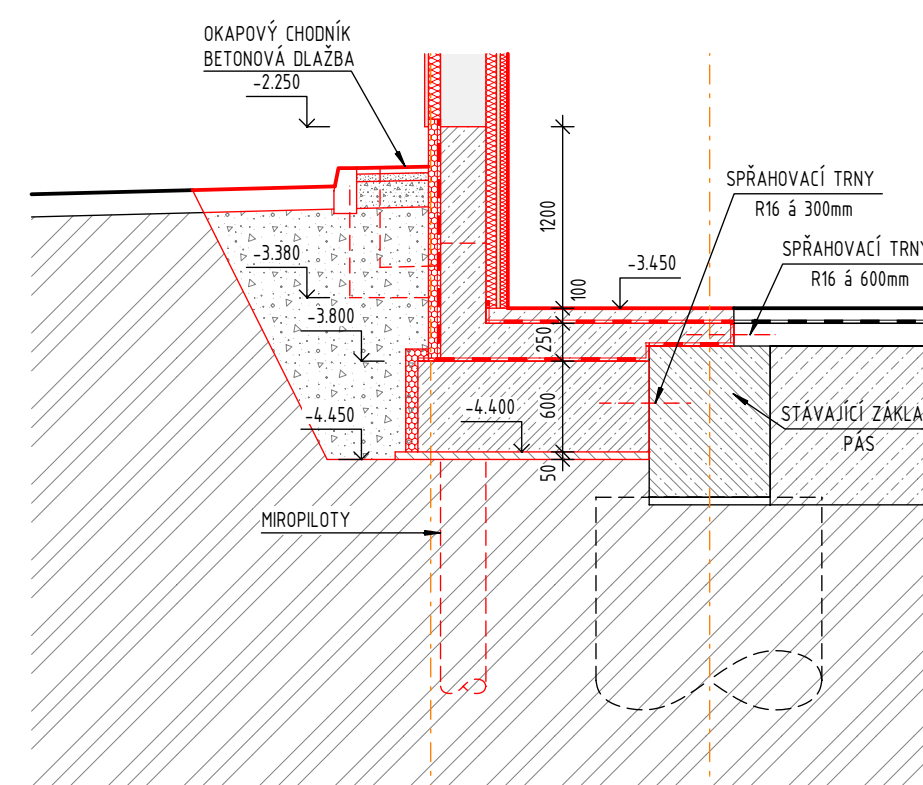 OKAPOVÝ CHODNÍK
BETONOVÁ DLAŽBA
-2.250
SPŘAHOVACÍ TRNY
R16 á 300mm
1200
SPŘAHOVACÍ TRNY
R16 á 600mm
-3.380
-3.450
100
-3.800
250
-4.450
-4.400
600
STÁVAJÍCÍ ZÁKLA
PÁS
50
MIROPILOTY